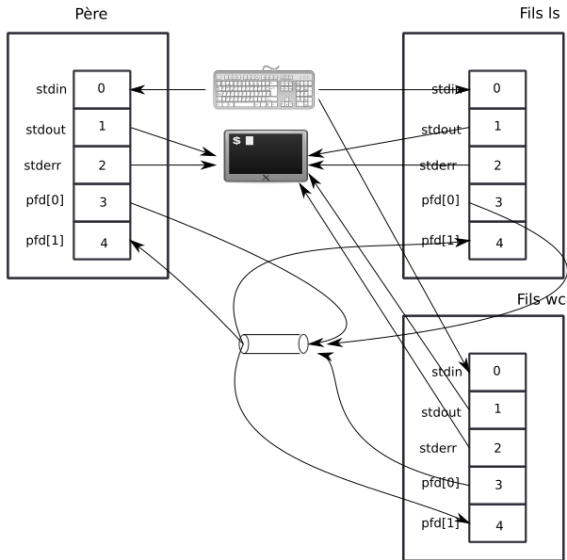 Père
stdin 0
stdout 1
stderr 2
pfd[0] 3
pfd[1] 4
$
Fils ls
stdin 0
stdout 1
stderr 2
pfd[0] 3
pfd[1] 4
Fils wc
stdin 0
stdout 1
stderr 2
pfd[0] 3
pfd[1] 4